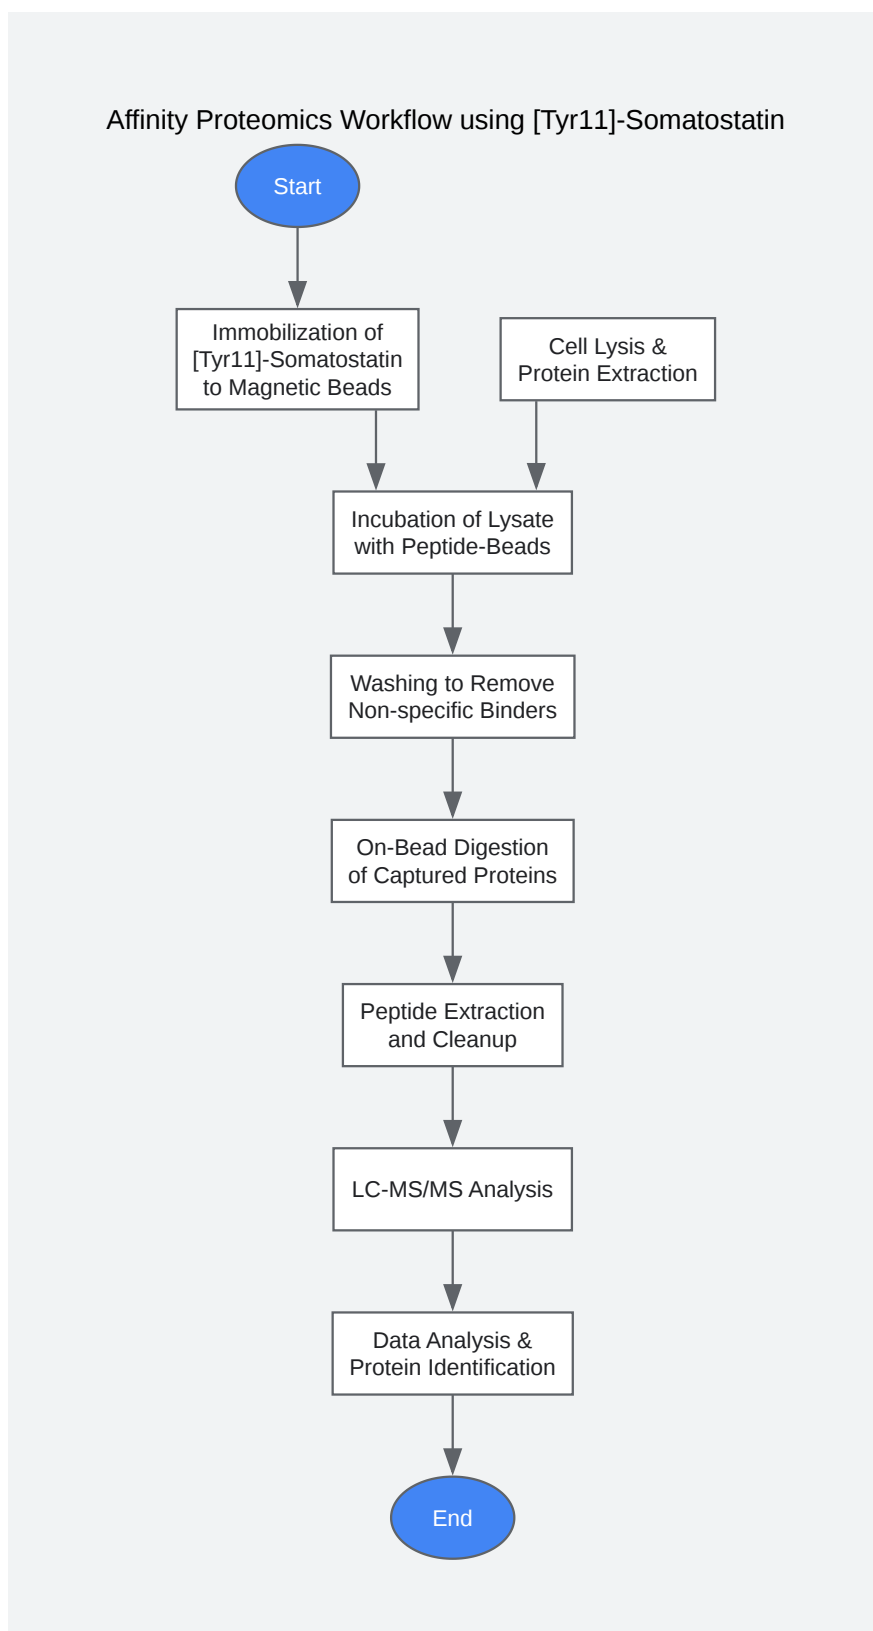 Affinity Proteomics Workflow using [Tyr11]-Somatostatin
Start
Immobilization of
[Tyr11]-Somatostatin
to Magnetic Beads
Cell Lysis &
Protein Extraction
Incubation of Lysate
with Peptide-Beads
Washing to Remove
Non-specific Binders
On-Bead Digestion
of Captured Proteins
Peptide Extraction
and Cleanup
LC-MS/MS Analysis
Data Analysis &
Protein Identification
End